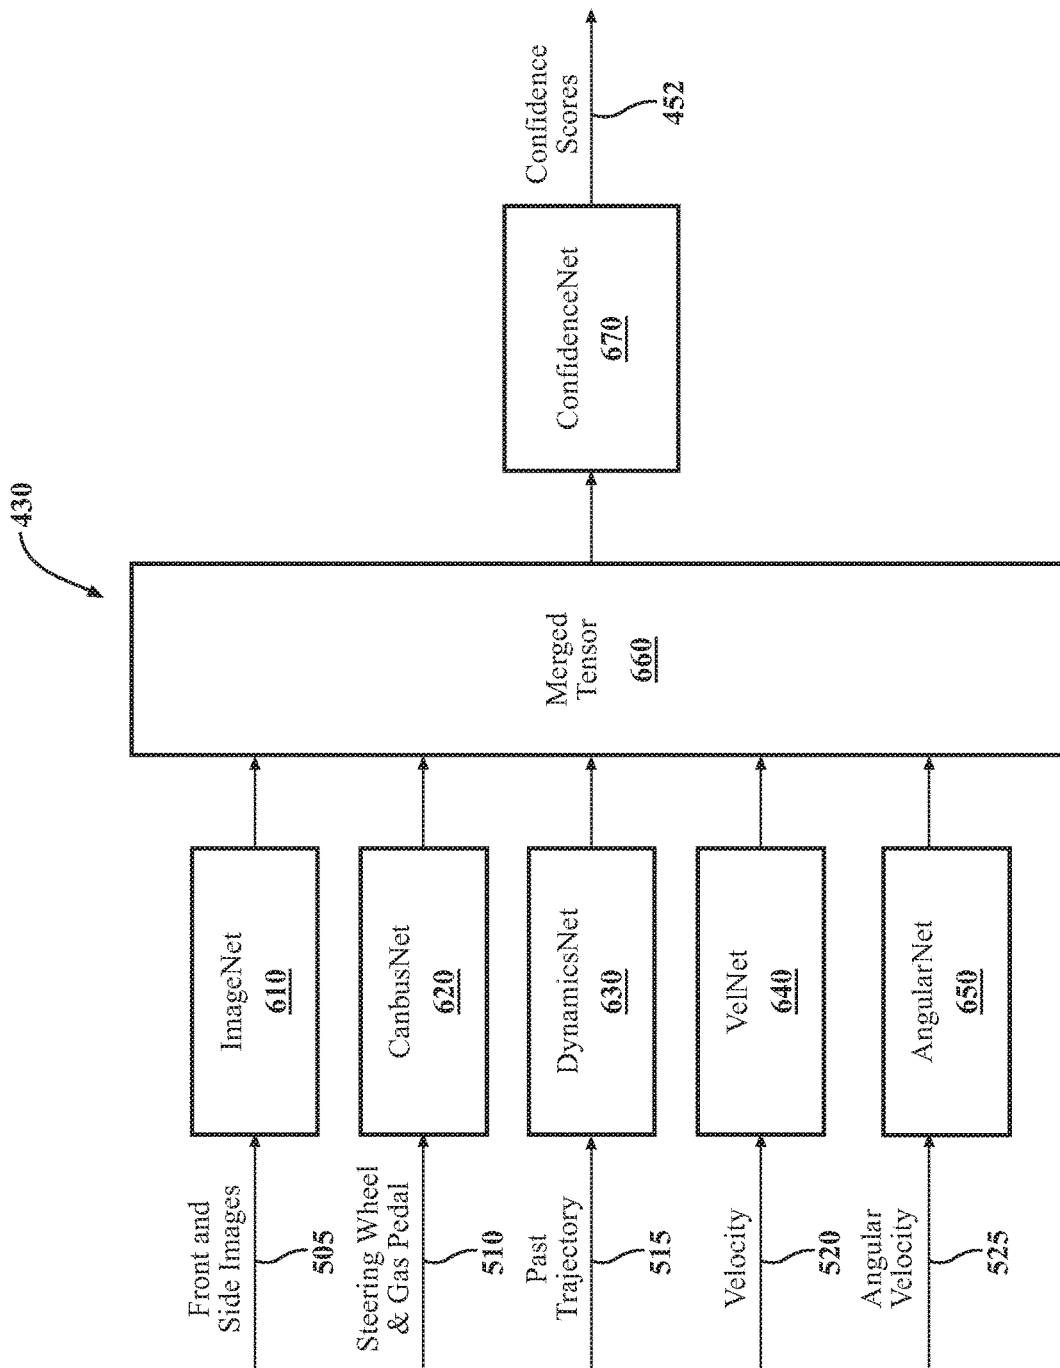 430
Front and
Side Images
505
ImageNet
610
Steering Wheel
& Gas Pedal
510
CanbusNet
620
Past
Trajectory
515
DynamicsNet
630
Velocity
520
VelNet
640
Angular
Velocity
525
AngularNet
650
Merged
Tensor
660
ConfidenceNet
670
Confidence
Scores
452